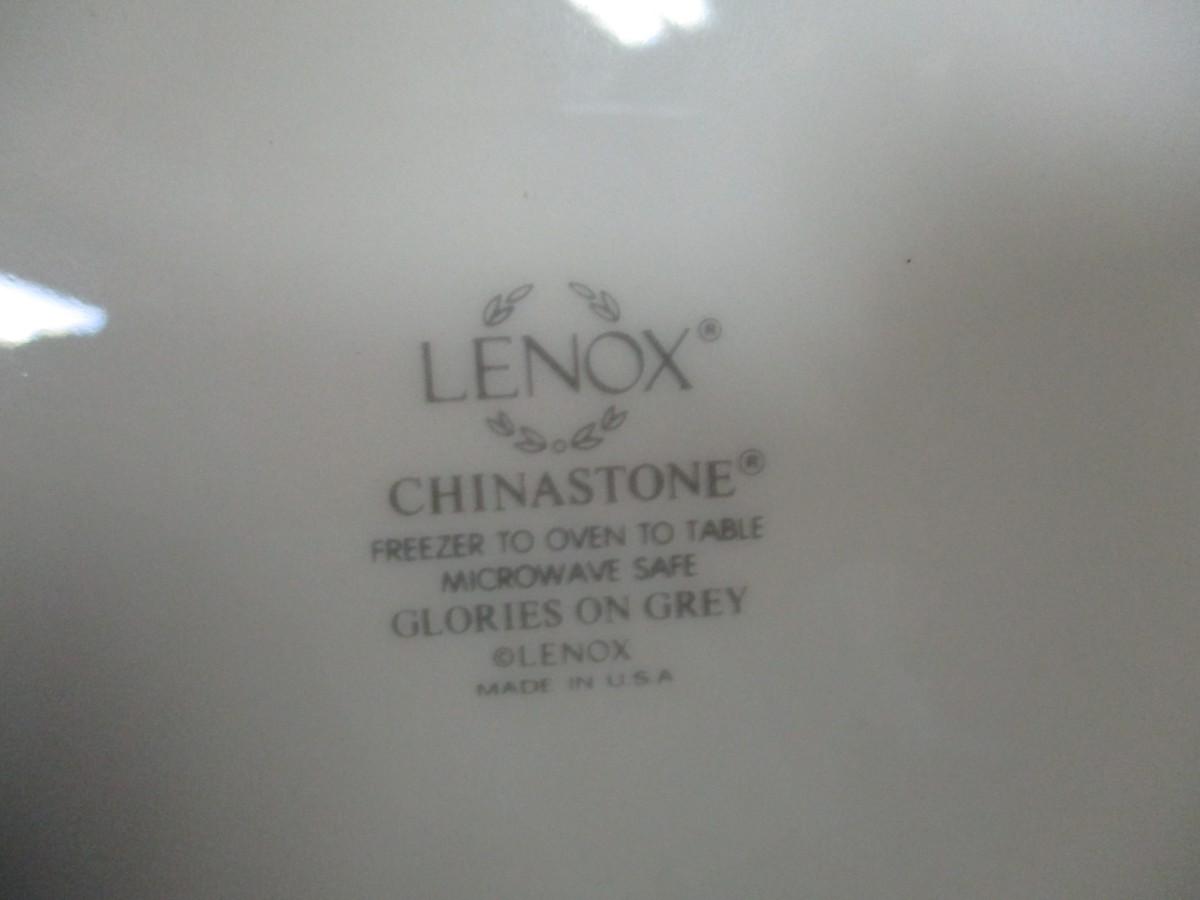 LENOX®
CHINASTONE®
FREEZER TO OVEN TO TABLE
MICROWAVE SAFE
GLORIES ON GREY
©LENOX
MADE IN U.S.A